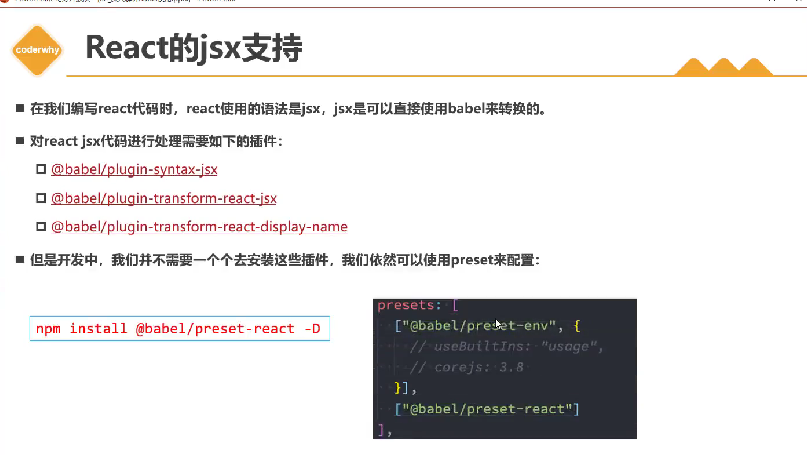 coderwhy
React的jsx支持
在我们编写react代码时，react使用的语法是jsx，jsx是可以直接使用babel来转换的。
对react jsx代码进行处理需要如下的插件：
@babel/plugin-syntax-jsx
@babel/plugin-transform-react-jsx
@babel/plugin-transform-react-display-name
但是开发中，我们并不需要一个个去安装这些插件，我们依然可以使用preset来配置：
npm install @babel/preset-react -D
presets: [
["@babel/preset-env", {
// useBuiltIns: "usage",
// corejs: 3.8
}],
["@babel/preset-react"]
],